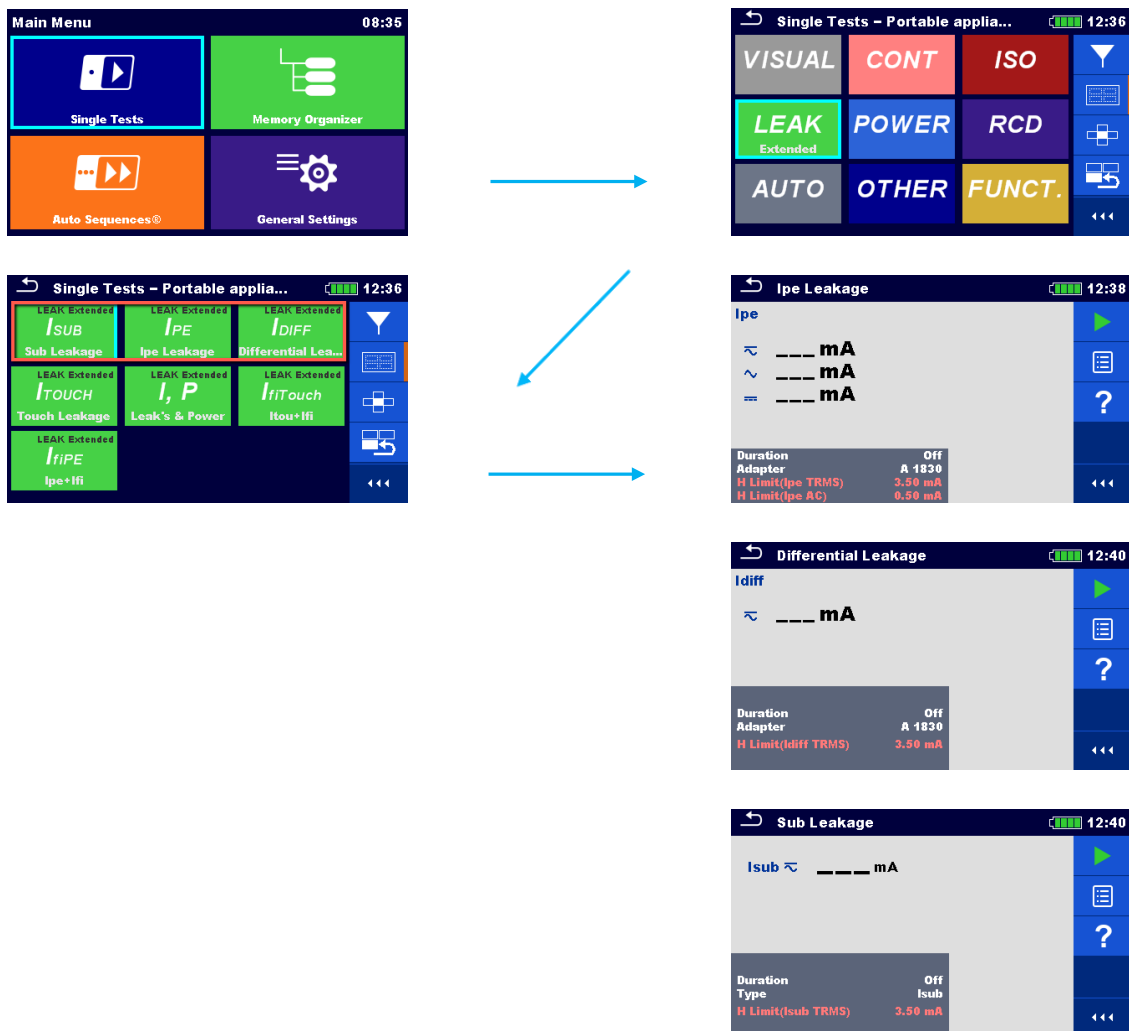 Main Menu 08:35
Single Tests
Memory Organizer
Auto Sequences®
General Settings
Single Tests – Portable applia... 12:36
VISUAL CONT ISO
LEAK POWER RCD
Extended
AUTO OTHER FUNCT.
Single Tests – Portable applia... 12:36
LEAK Extended LEAK Extended LEAK Extended
ISUB IPE IDIFF
Sub Leakage Ipe Leakage Differential Lea...
LEAK Extended LEAK Extended LEAK Extended
ITOUCH I, P IfiTouch
Touch Leakage Leak's & Power Itou+Ifi
LEAK Extended
IfiPE
Ipe+Ifi
Ipe Leakage 12:38
Ipe
___ mA
___ mA
___ mA
?
Duration Off
Adapter A 1830
H Limit(Ipe TRMS) 3.50 mA
H Limit(Ipe AC) 0.50 mA
Differential Leakage 12:40
Idiff
___ mA
?
Duration Off
Adapter A 1830
H Limit(Idiff TRMS) 3.50 mA
Sub Leakage 12:40
Isub ___ mA
?
Duration Off
Type Isub
H Limit(Isub TRMS) 3.50 mA